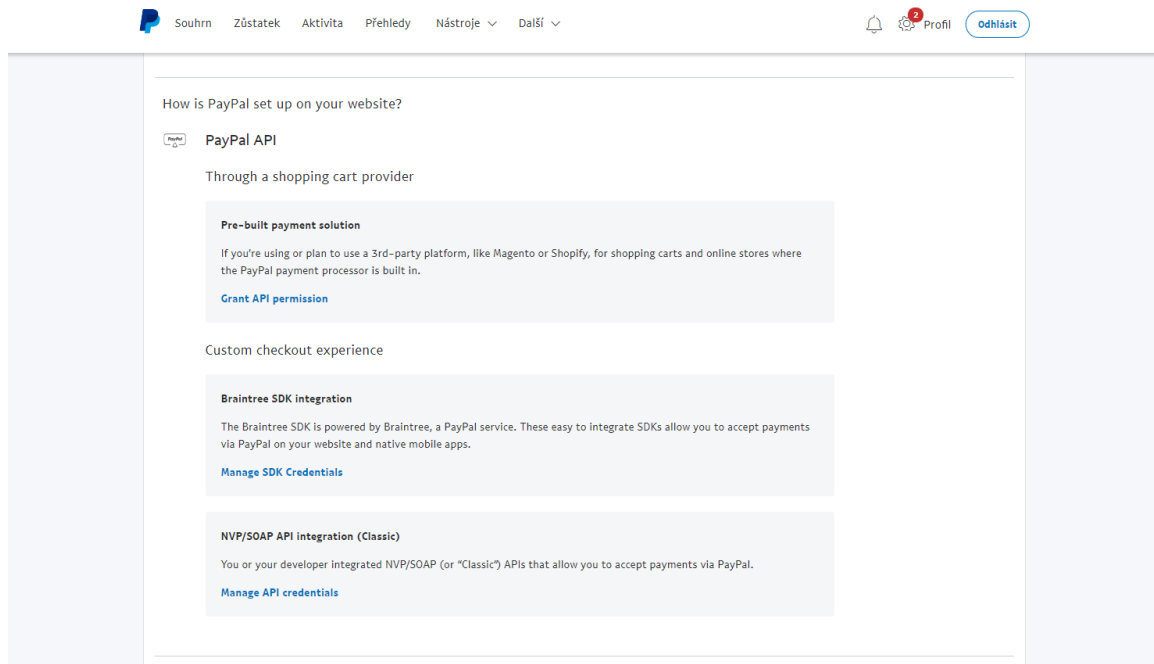 Souhrn Zůstatek Aktivita Přehledy Nástroje Další 2 Profil Odhlásit
How is PayPal set up on your website?
PayPal PayPal API
Through a shopping cart provider
Pre-built payment solution
If you're using or plan to use a 3rd-party platform, like Magento or Shopify, for shopping carts and online stores where
the PayPal payment processor is built in.
Grant API permission
Custom checkout experience
Braintree SDK integration
The Braintree SDK is powered by Braintree, a PayPal service. These easy to integrate SDKs allow you to accept payments
via PayPal on your website and native mobile apps.
Manage SDK Credentials
NVP/SOAP API integration (Classic)
You or your developer integrated NVP/SOAP (or “Classic”) APIs that allow you to accept payments via PayPal.
Manage API credentials